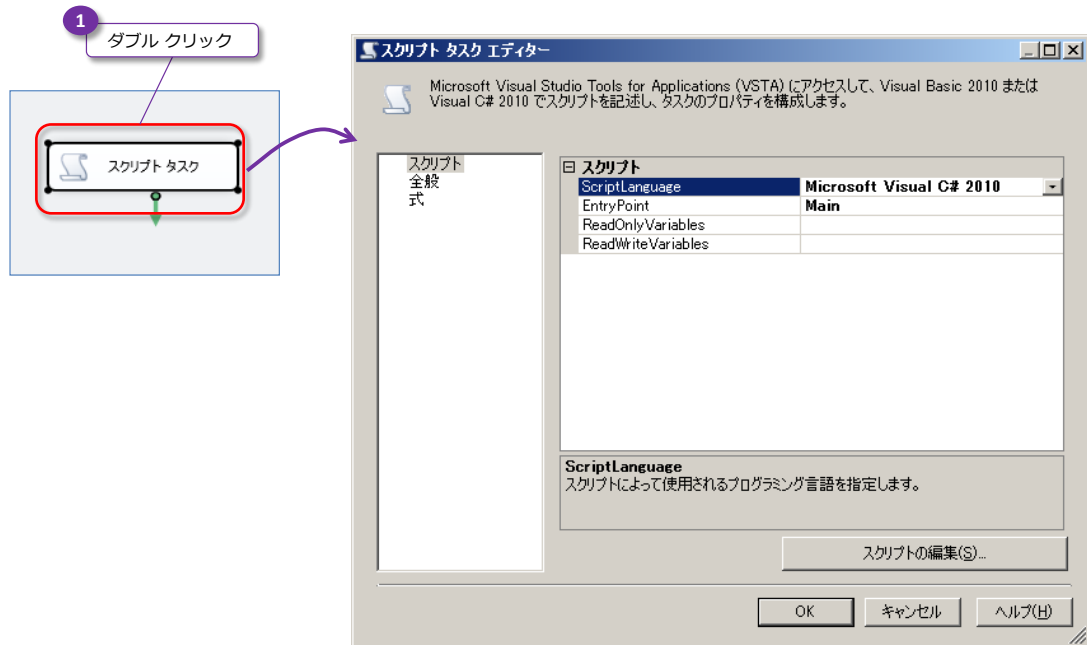 1
ダブル クリック
スクリプト タスク
スクリプト タスク エディター
Microsoft Visual Studio Tools for Applications (VSTA) にアクセスして、Visual Basic 2010 または
Visual C# 2010 でスクリプトを記述し、タスクのプロパティを構成します。
スクリプト
全般
式
スクリプト
ScriptLanguage Microsoft Visual C# 2010
EntryPoint Main
ReadOnlyVariables
ReadWriteVariables
ScriptLanguage
スクリプトによって使用されるプログラミング言語を指定します。
スクリプトの編集(S)...
OK キャンセル ヘルプ(H)